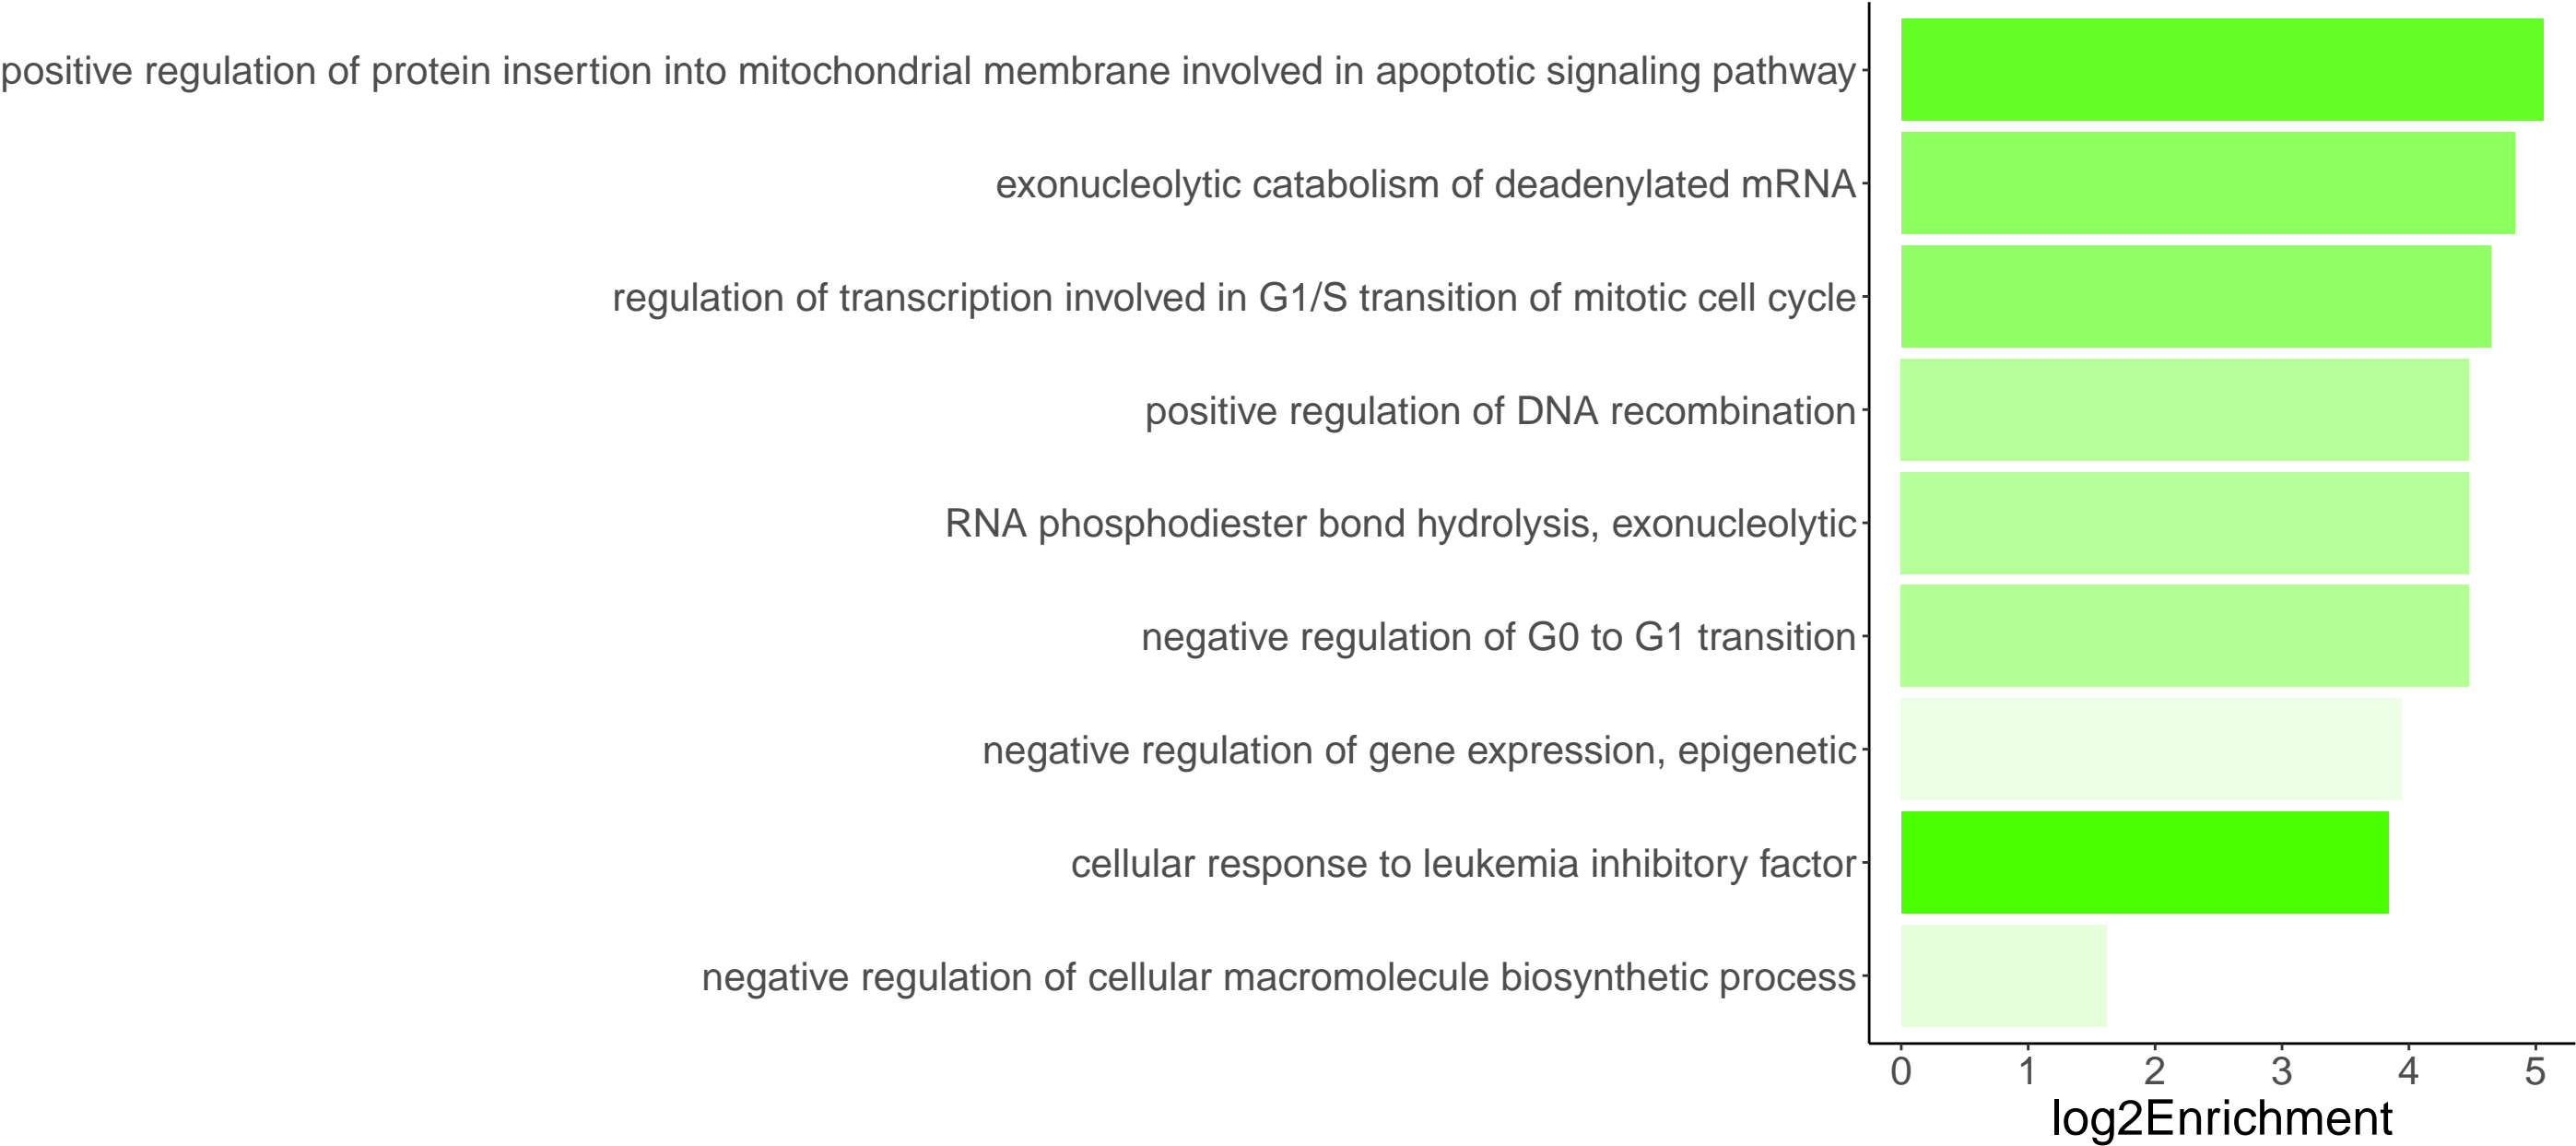 positive regulation of protein insertion into mitochondrial membrane involved in apoptotic signaling pathway
exonucleolytic catabolism of deadenylated mRNA
regulation of transcription involved in G1/S transition of mitotic cell cycle
positive regulation of DNA recombination
RNA phosphodiester bond hydrolysis, exonucleolytic
negative regulation of G0 to G1 transition
negative regulation of gene expression, epigenetic
cellular response to leukemia inhibitory factor
negative regulation of cellular macromolecule biosynthetic process
0 1 2 3 4 5
log2Enrichment